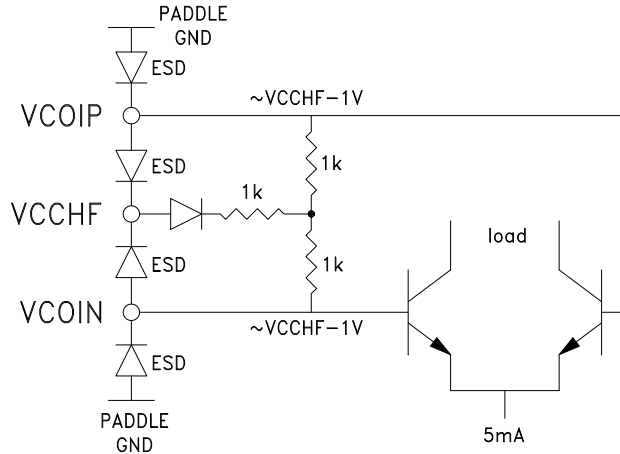 PADDLE
GND
ESD
VCOIP
~VCCHF-1V
ESD
1k
1k
VCCHF
load
ESD
1k
VCOIN
~VCCHF-1V
ESD
PADDLE
GND
5mA